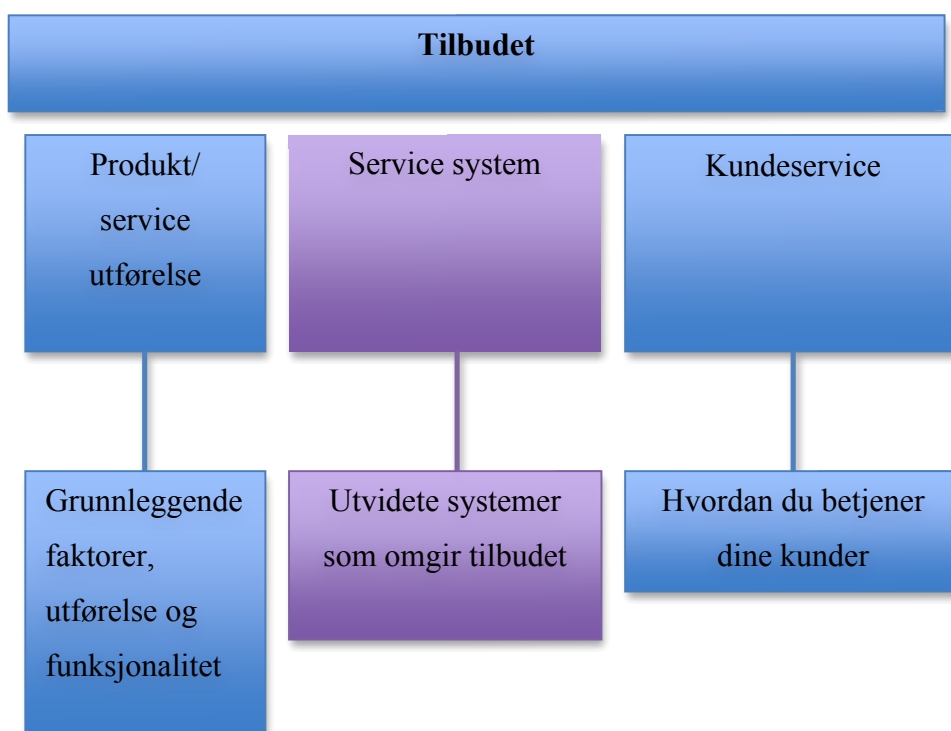 Tilbudet
Produkt/
service
utførelse
Service system
Kundeservice
Grunnleggende
faktorer,
utførelse og
funksjonalitet
Utvidete systemer
som omgir tilbudet
Hvordan du betjener
dine kunder